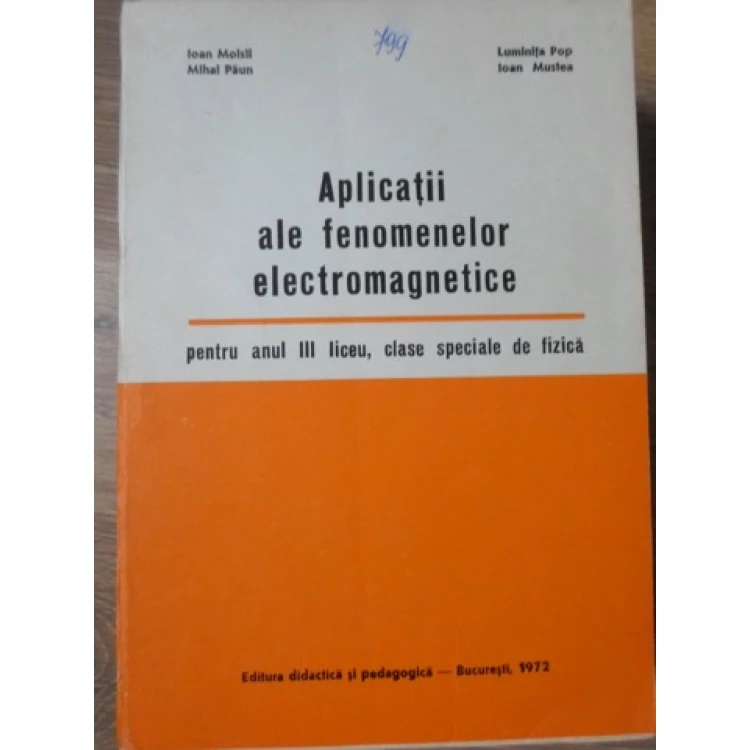 Ioan Moisil
Mihai Păun
799
Luminița Pop
Ioan Mustea
Aplicații
ale fenomenelor
electromagnetice
pentru anul III liceu, clase speciale de fizică
Editura didactică și pedagogică — București, 1972